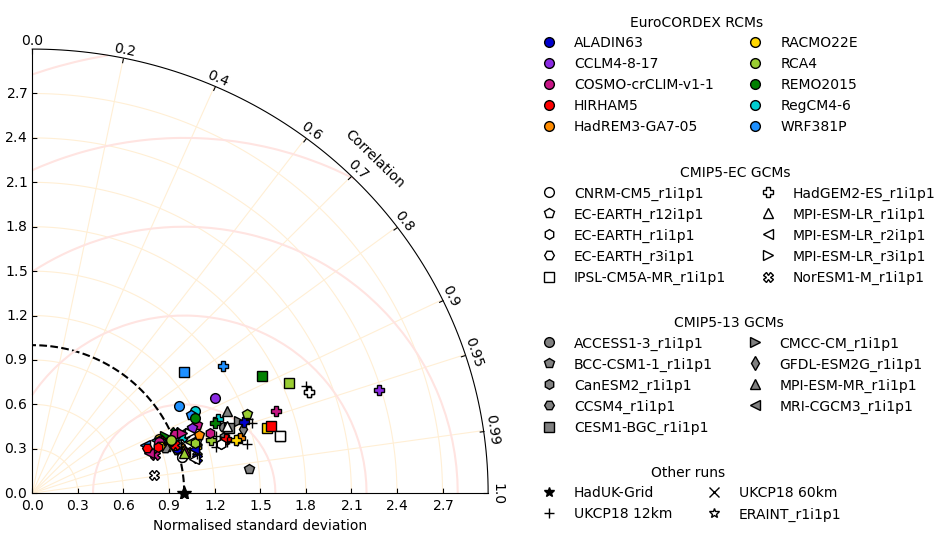 0.0
0.2
0.4
0.6
Correlation
0.7
0.8
0.9
0.95
0.99
1.0
2.7
2.4
2.1
1.8
1.5
1.2
0.9
0.6
0.3
0.0
0.0 0.3 0.6 0.9 1.2 1.5 1.8 2.1 2.4 2.7
Normalised standard deviation
EuroCORDEX RCMs
ALADIN63 RACMO22E
CCLM4-8-17 RCA4
COSMO-crCLIM-v1-1 REMO2015
HIRHAM5 RegCM4-6
HadREM3-GA7-05 WRF381P
CMIP5-EC GCMs
CNRM-CM5_r1i1p1 HadGEM2-ES_r1i1p1
EC-EARTH_r12i1p1 MPI-ESM-LR_r1i1p1
EC-EARTH_r1i1p1 MPI-ESM-LR_r2i1p1
EC-EARTH_r3i1p1 MPI-ESM-LR_r3i1p1
IPSL-CM5A-MR_r1i1p1 NorESM1-M_r1i1p1
CMIP5-13 GCMs
ACCESS1-3_r1i1p1 CMCC-CM_r1i1p1
BCC-CSM1-1_r1i1p1 GFDL-ESM2G_r1i1p1
CanESM2_r1i1p1 MPI-ESM-MR_r1i1p1
CCSM4_r1i1p1 MRI-CGCM3_r1i1p1
CESM1-BGC_r1i1p1
Other runs
HadUK-Grid UKCP18 60km
UKCP18 12km ERAINT_r1i1p1